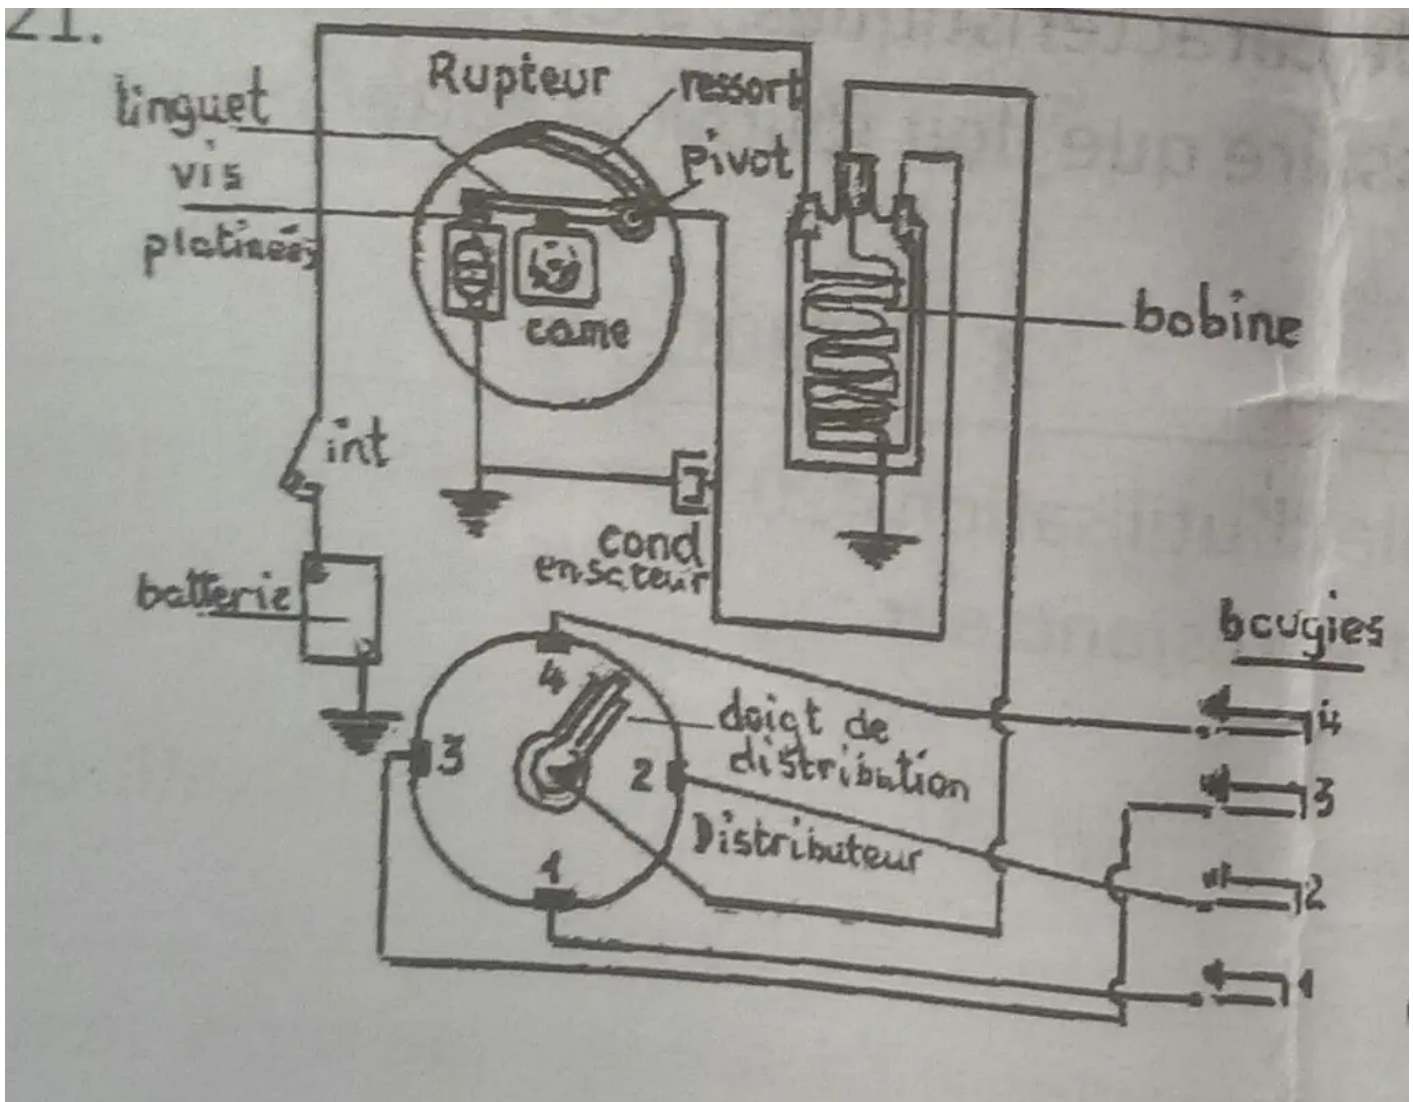 21.
Rupteur
ressort
linguet
vis
platinées
pivot
came
bobine
int
cond
ensateur
batterie
bougies
4
3
2
1
doigt de
distribution
Distributeur
4
3
2
1